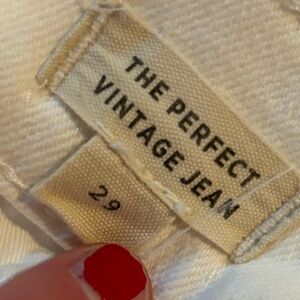 THE PERFECT
VINTAGE JEAN
29